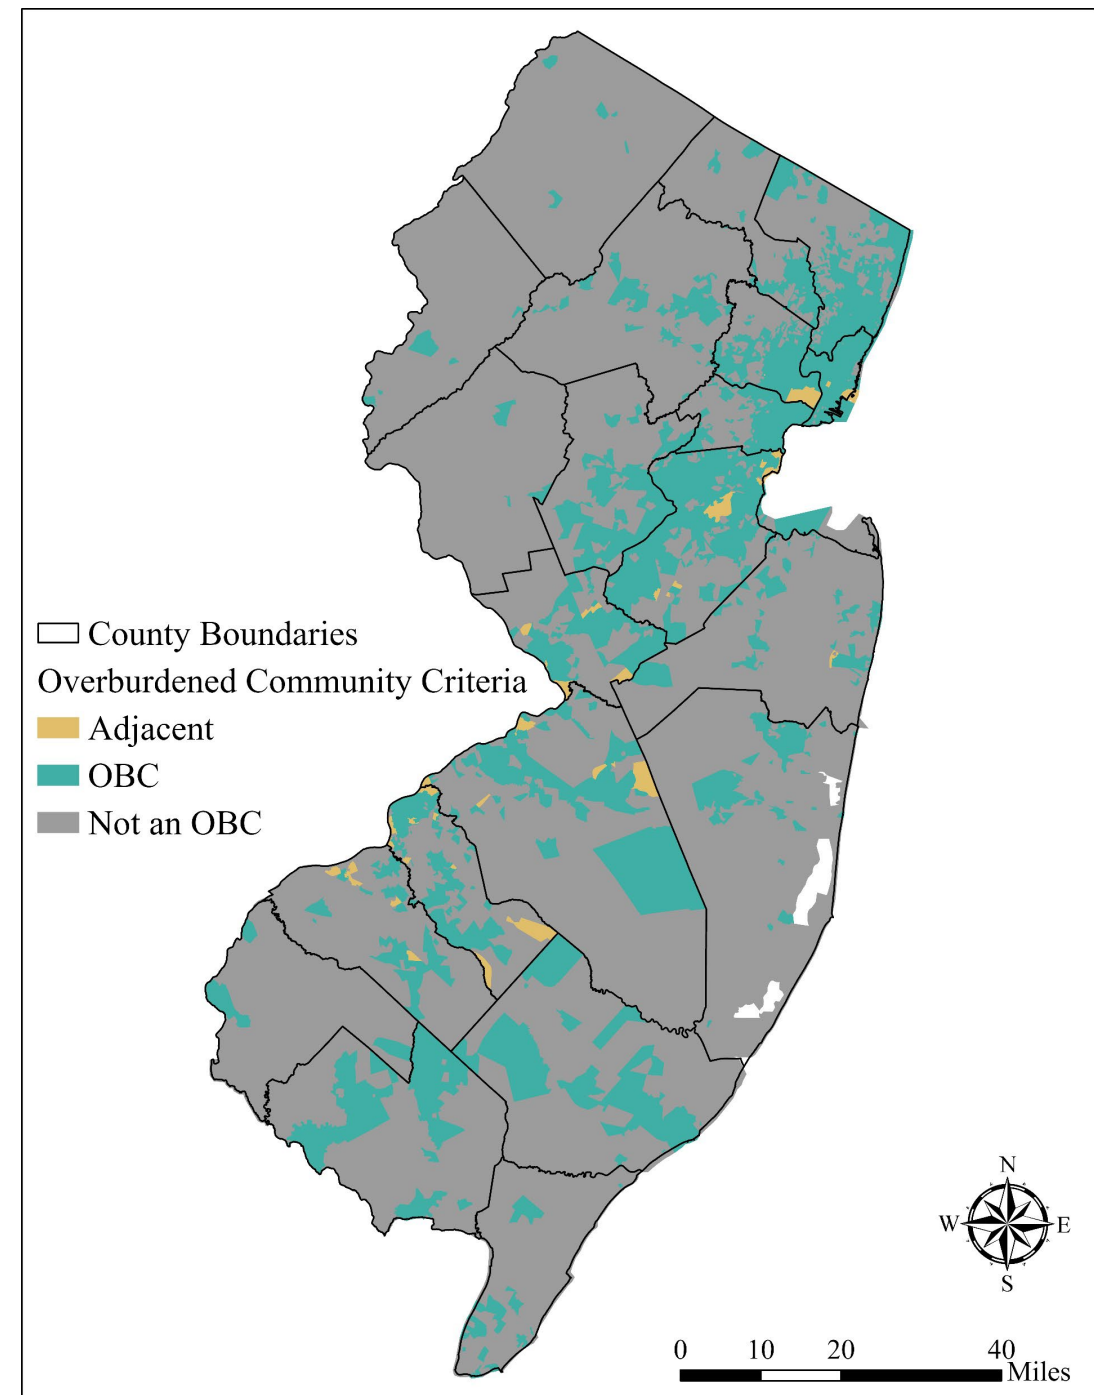 County Boundaries
Overburdened Community Criteria
Adjacent
OBC
Not an OBC
N
W E
S
0 10 20 40
Miles